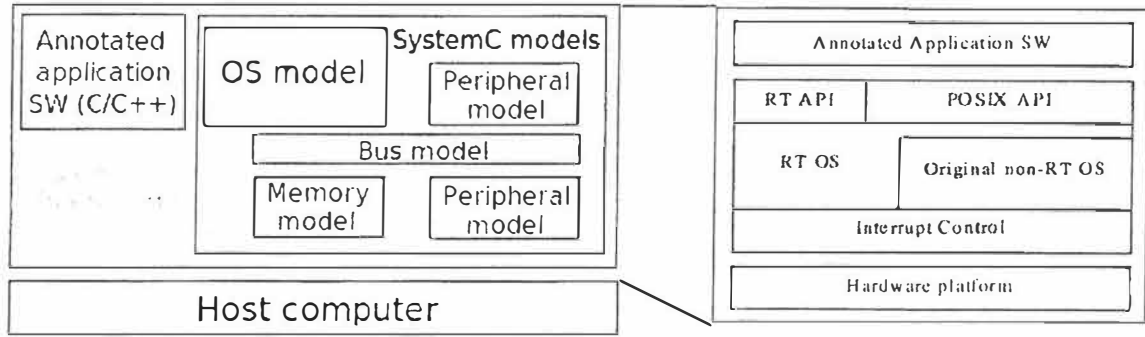 Annotated
application
SW (C/C++)
OS model
SystemC models
Peripheral
model
Bus model
Memory
model
Peripheral
model
Host computer
Annotated Application SW
RT API
POSIX API
RT OS
Original non-RT OS
Interrupt Control
Hardware platform